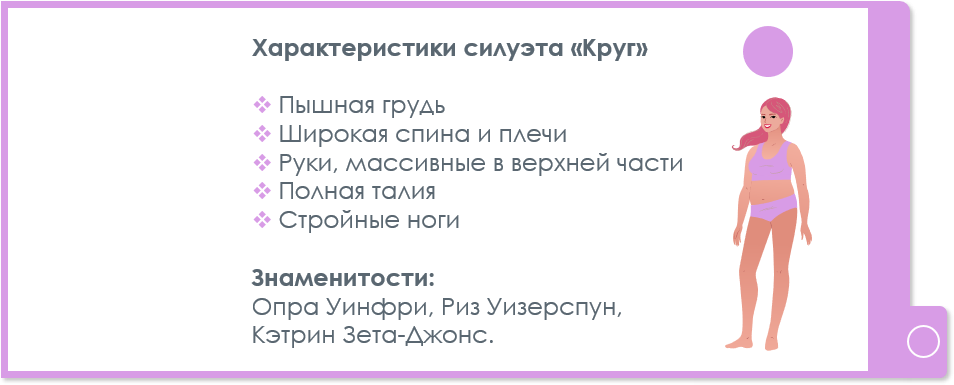 Характеристики силуэта «Круг»
❖ Пышная грудь
❖ Широкая спина и плечи
❖ Руки, массивные в верхней части
❖ Полная талия
❖ Стройные ноги
Знаменитости:
Опра Уинфри, Риз Уизерспун,
Кэтрин Зета-Джонс.